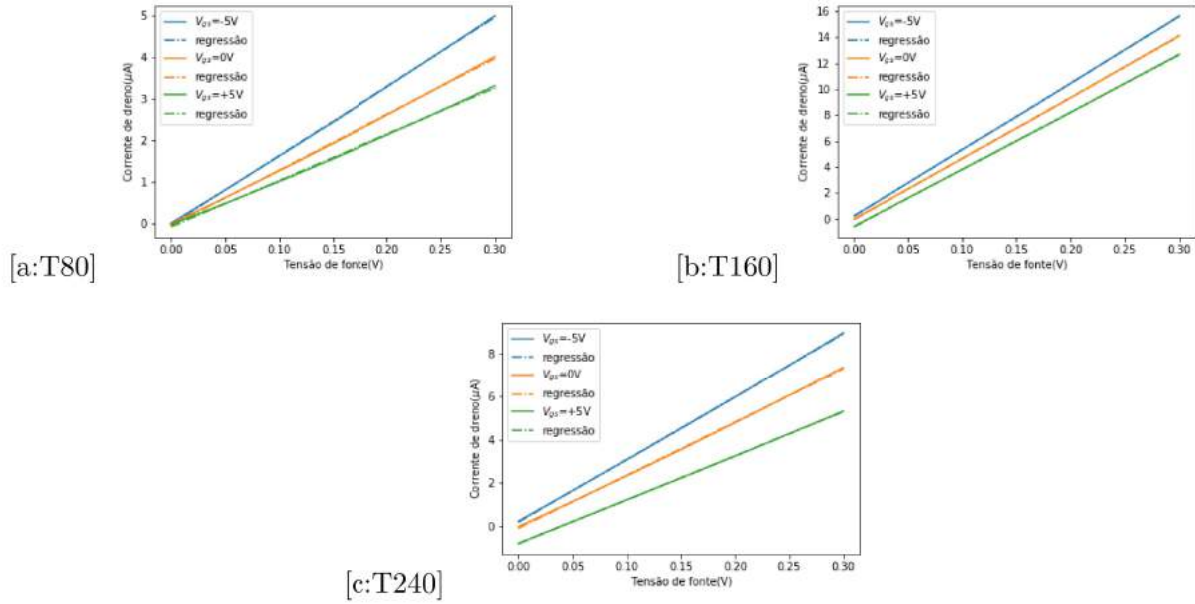 5
4
3
2
1
0
Corrente de dreno(μA)
V_gs=-5V
regressão
V_gs=0V
regressão
V_gs=+5V
regressão
0.00 0.05 0.10 0.15 0.20 0.25 0.30
Tensão de fonte(V)
[a:T80]
16
14
12
10
8
6
4
2
0
Corrente de dreno(μA)
V_gs=-5V
regressão
V_gs=0V
regressão
V_gs=+5V
regressão
0.00 0.05 0.10 0.15 0.20 0.25 0.30
Tensão de fonte(V)
[b:T160]
8
6
4
2
0
Corrente de dreno(μA)
V_gs=-5V
regressão
V_gs=0V
regressão
V_gs=+5V
regressão
0.00 0.05 0.10 0.15 0.20 0.25 0.30
Tensão de fonte(V)
[c:T240]